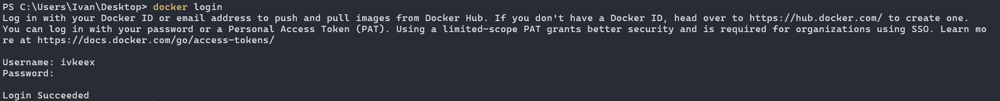 PS C:\Users\Ivan\Desktop> docker login
Log in with your Docker ID or email address to push and pull images from Docker Hub. If you don't have a Docker ID, head over to https://hub.docker.com/ to create one.
You can log in with your password or a Personal Access Token (PAT). Using a limited-scope PAT grants better security and is required for organizations using SSO. Learn mo
re at https://docs.docker.com/go/access-tokens/
Username: ivkeex
Password:
Login Succeeded